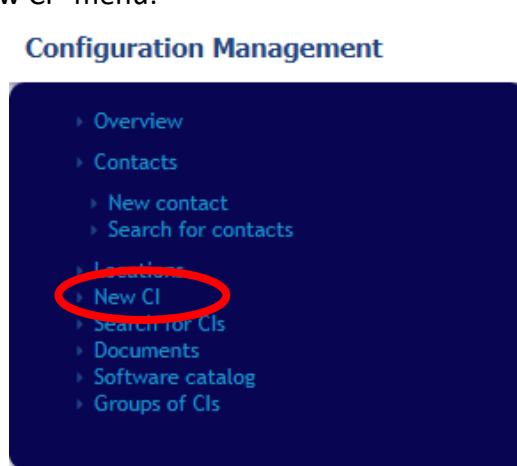 w CI" menu.
Configuration Management
Overview
Contacts
New contact
Search for contacts
Locations
New CI
Search for CIs
Documents
Software catalog
Groups of CIs